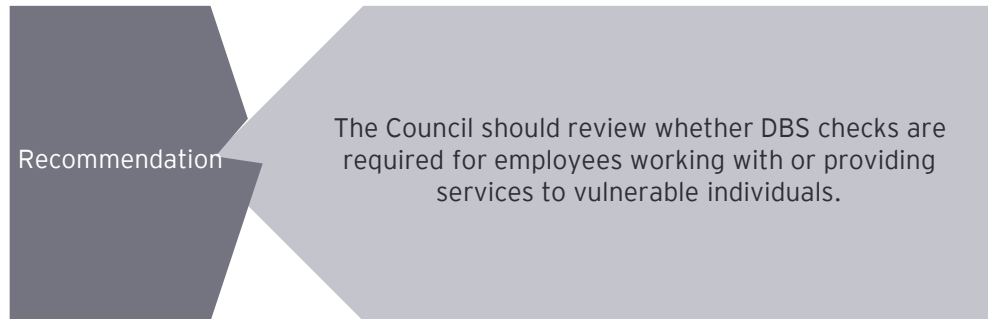 Recommendation
The Council should review whether DBS checks are
required for employees working with or providing
services to vulnerable individuals.